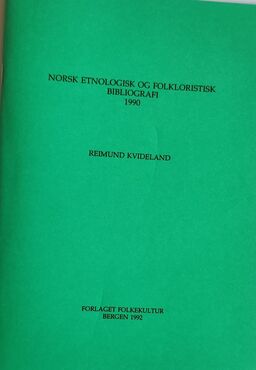 NORSK ETNOLOGISK OG FOLKLORISTISK
BIBLIOGRAFI
1990
REIMUND KVIDELAND
FORLAGET FOLKEKULTUR
BERGEN 1992